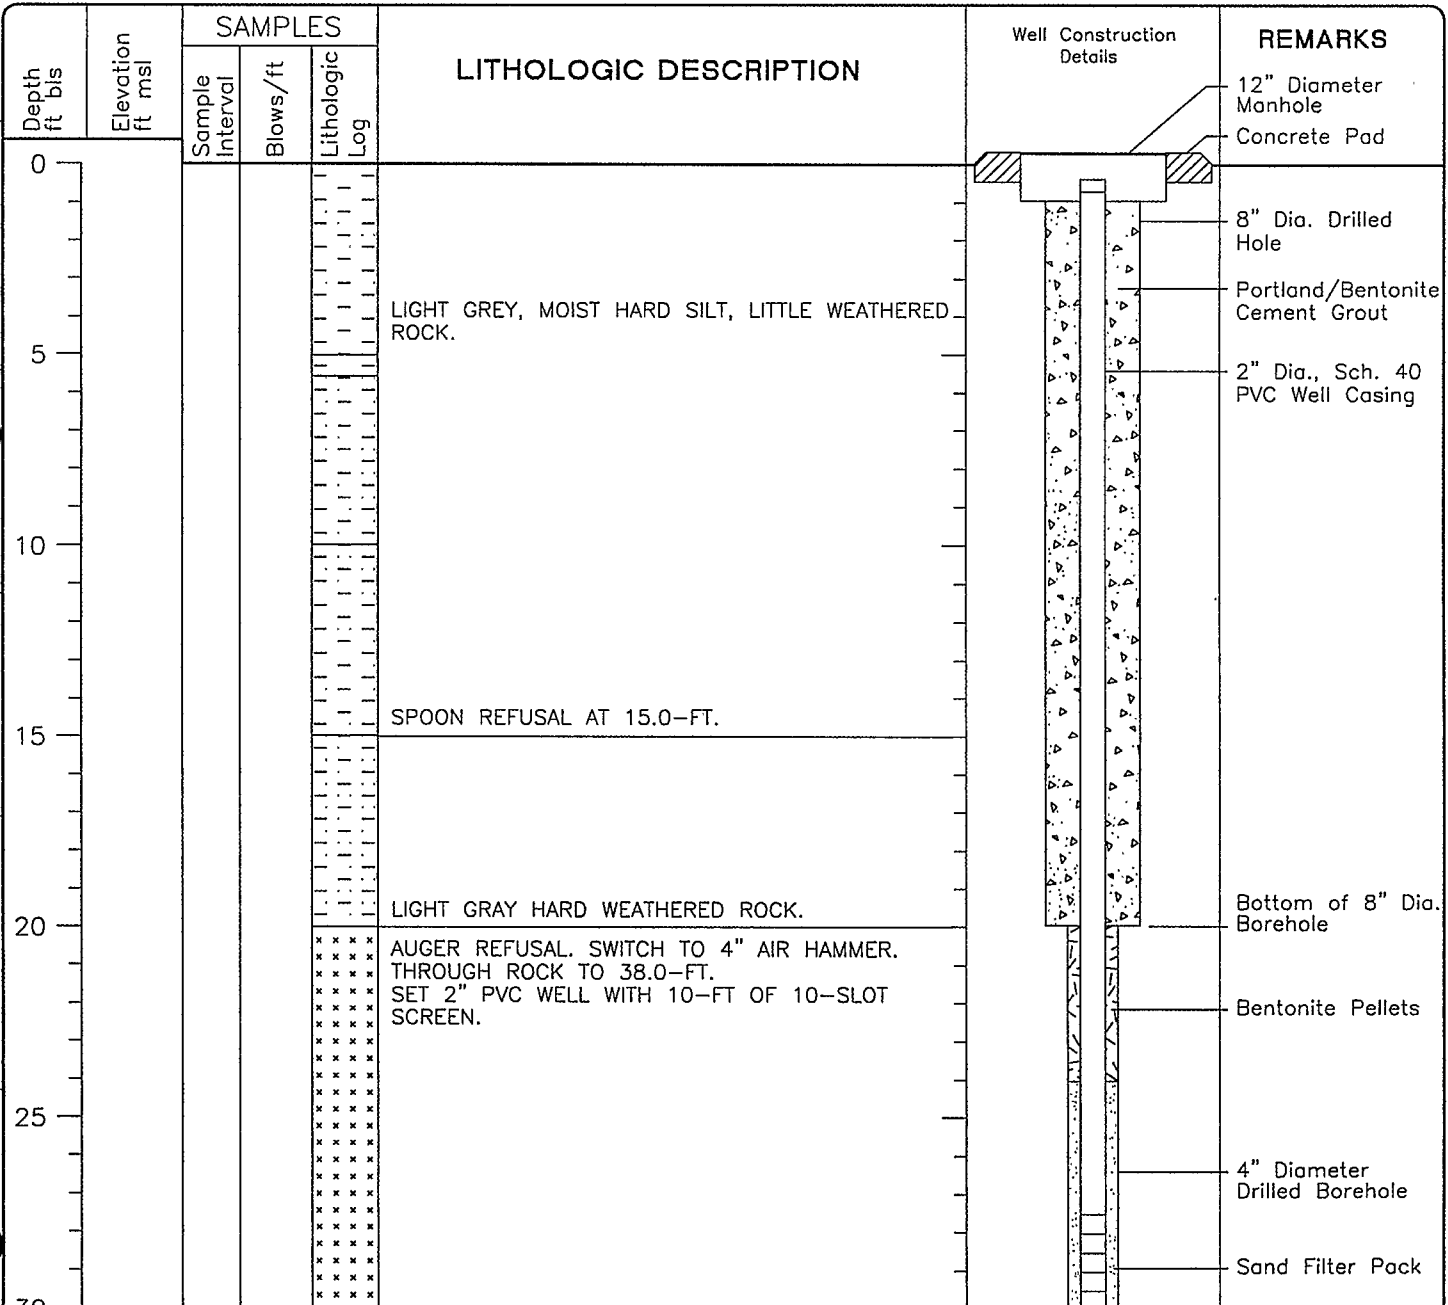 SAMPLES
Depth
ft bls
Elevation
ft msl
Sample
Interval
Blows/ft
Lithologic
Log
LITHOLOGIC DESCRIPTION
Well Construction
Details
REMARKS
12" Diameter
Manhole
Concrete Pad
0
8" Dia. Drilled
Hole
Portland/Bentonite
Cement Grout
LIGHT GREY, MOIST HARD SILT, LITTLE WEATHERED
ROCK.
5
2" Dia., Sch. 40
PVC Well Casing
10
SPOON REFUSAL AT 15.0-FT.
15
LIGHT GRAY HARD WEATHERED ROCK.
Bottom of 8" Dia.
Borehole
20
AUGER REFUSAL. SWITCH TO 4" AIR HAMMER.
THROUGH ROCK TO 38.0-FT.
SET 2" PVC WELL WITH 10-FT OF 10-SLOT
SCREEN.
Bentonite Pellets
25
4" Diameter
Drilled Borehole
Sand Filter Pack
30